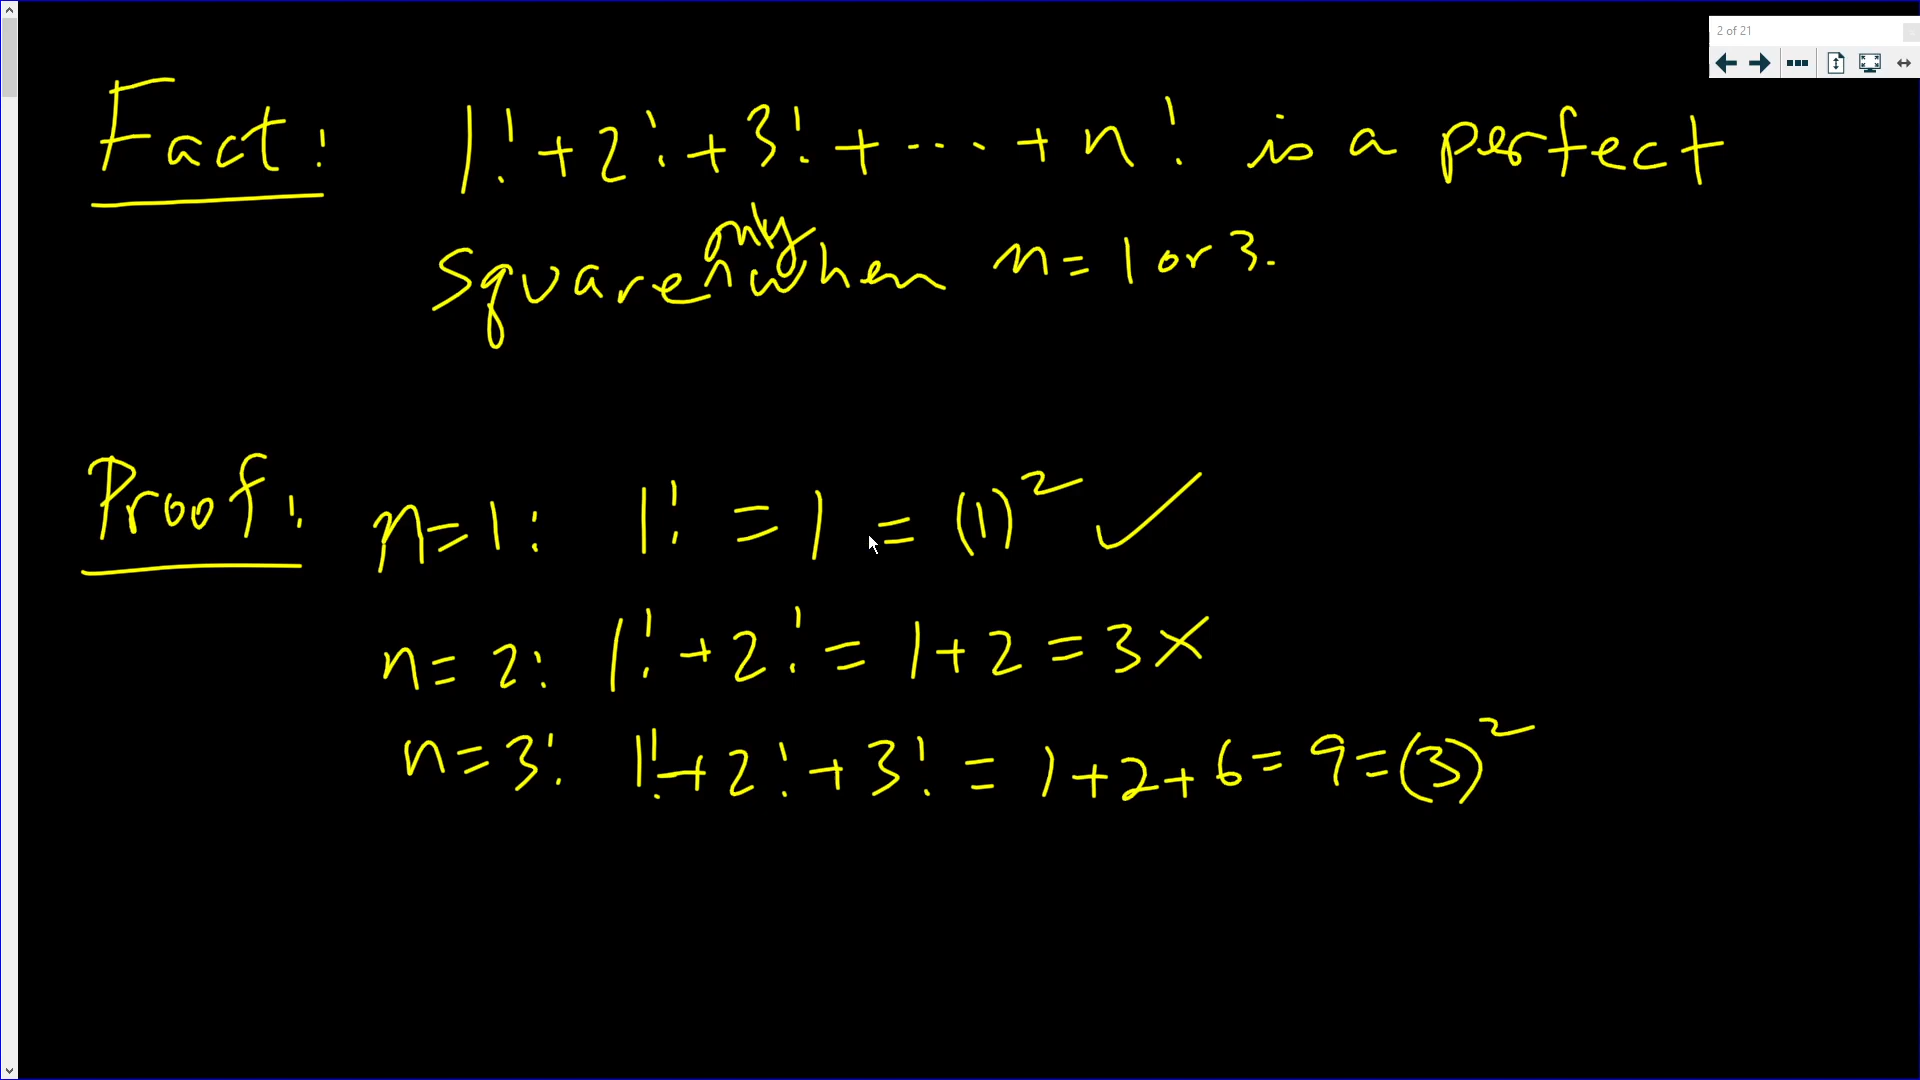 2 of 21
Fact: 1! + 2! + 3! + ... + n! is a perfect
square only when n = 1 or 3.
Proof: n = 1: 1! = 1 = (1)² ✓
n = 2: 1! + 2! = 1 + 2 = 3 ✗
n = 3: 1! + 2! + 3! = 1 + 2 + 6 = 9 = (3)²